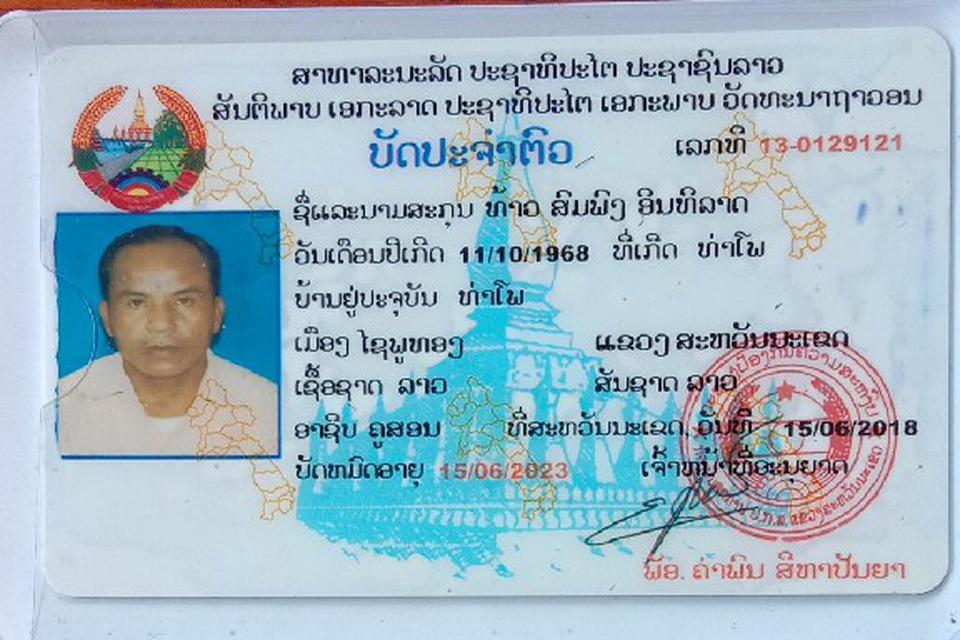 ສາທາລະນະລັດ ປະຊາທິປະໄຕ ປະຊາຊົນລາວ
ສັນຕິພາບ ເອກະລາດ ປະຊາທິປະໄຕ ເອກະພາບ ວັດທະນາຖາວອນ
ບັດປະຈຳຕົວ ເລກທີ 13-0129121
ຊື່ແລະນາມສະກຸນ ທ້າວ ສົມພົງ ອິນທິລາດ
ວັນເດືອນປີເກີດ 11/10/1968 ທີ່ເກີດ ທ່າໂພ
ບ້ານຢູ່ປະຈຸບັນ ທ່າໂພ
ເມືອງ ໄຊພູທອງ ແຂວງ ສະຫວັນນະເຂດ
ເຊື້ອຊາດ ລາວ ສັນຊາດ ລາວ
ອາຊີບ ຄູສອນ ທີ່ສະຫວັນນະເຂດ, ວັນທີ 15/06/2018
ບັດໝົດອາຍຸ 15/06/2023 ເຈົ້າໜ້າທີ່ອະນຸຍາດ
ພັອ. ຄຳພັນ ສີຫາປັນຍາ